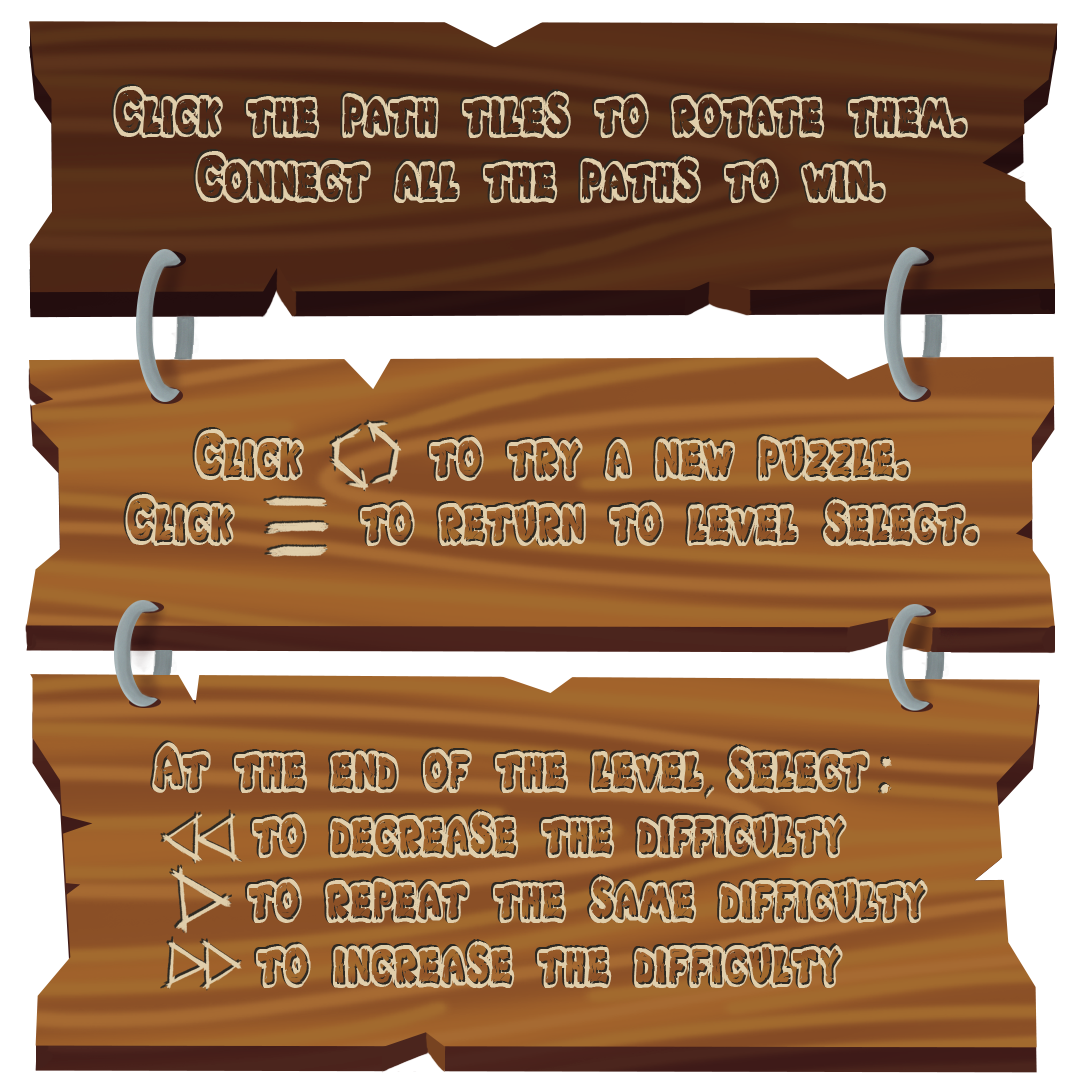 Click the path tiles to rotate them.
Connect all the paths to win.
Click to try a new puzzle.
Click to return to level Select.
At the end of the level, Select :
to decrease the difficulty
to repeat the same difficulty
to increase the difficulty